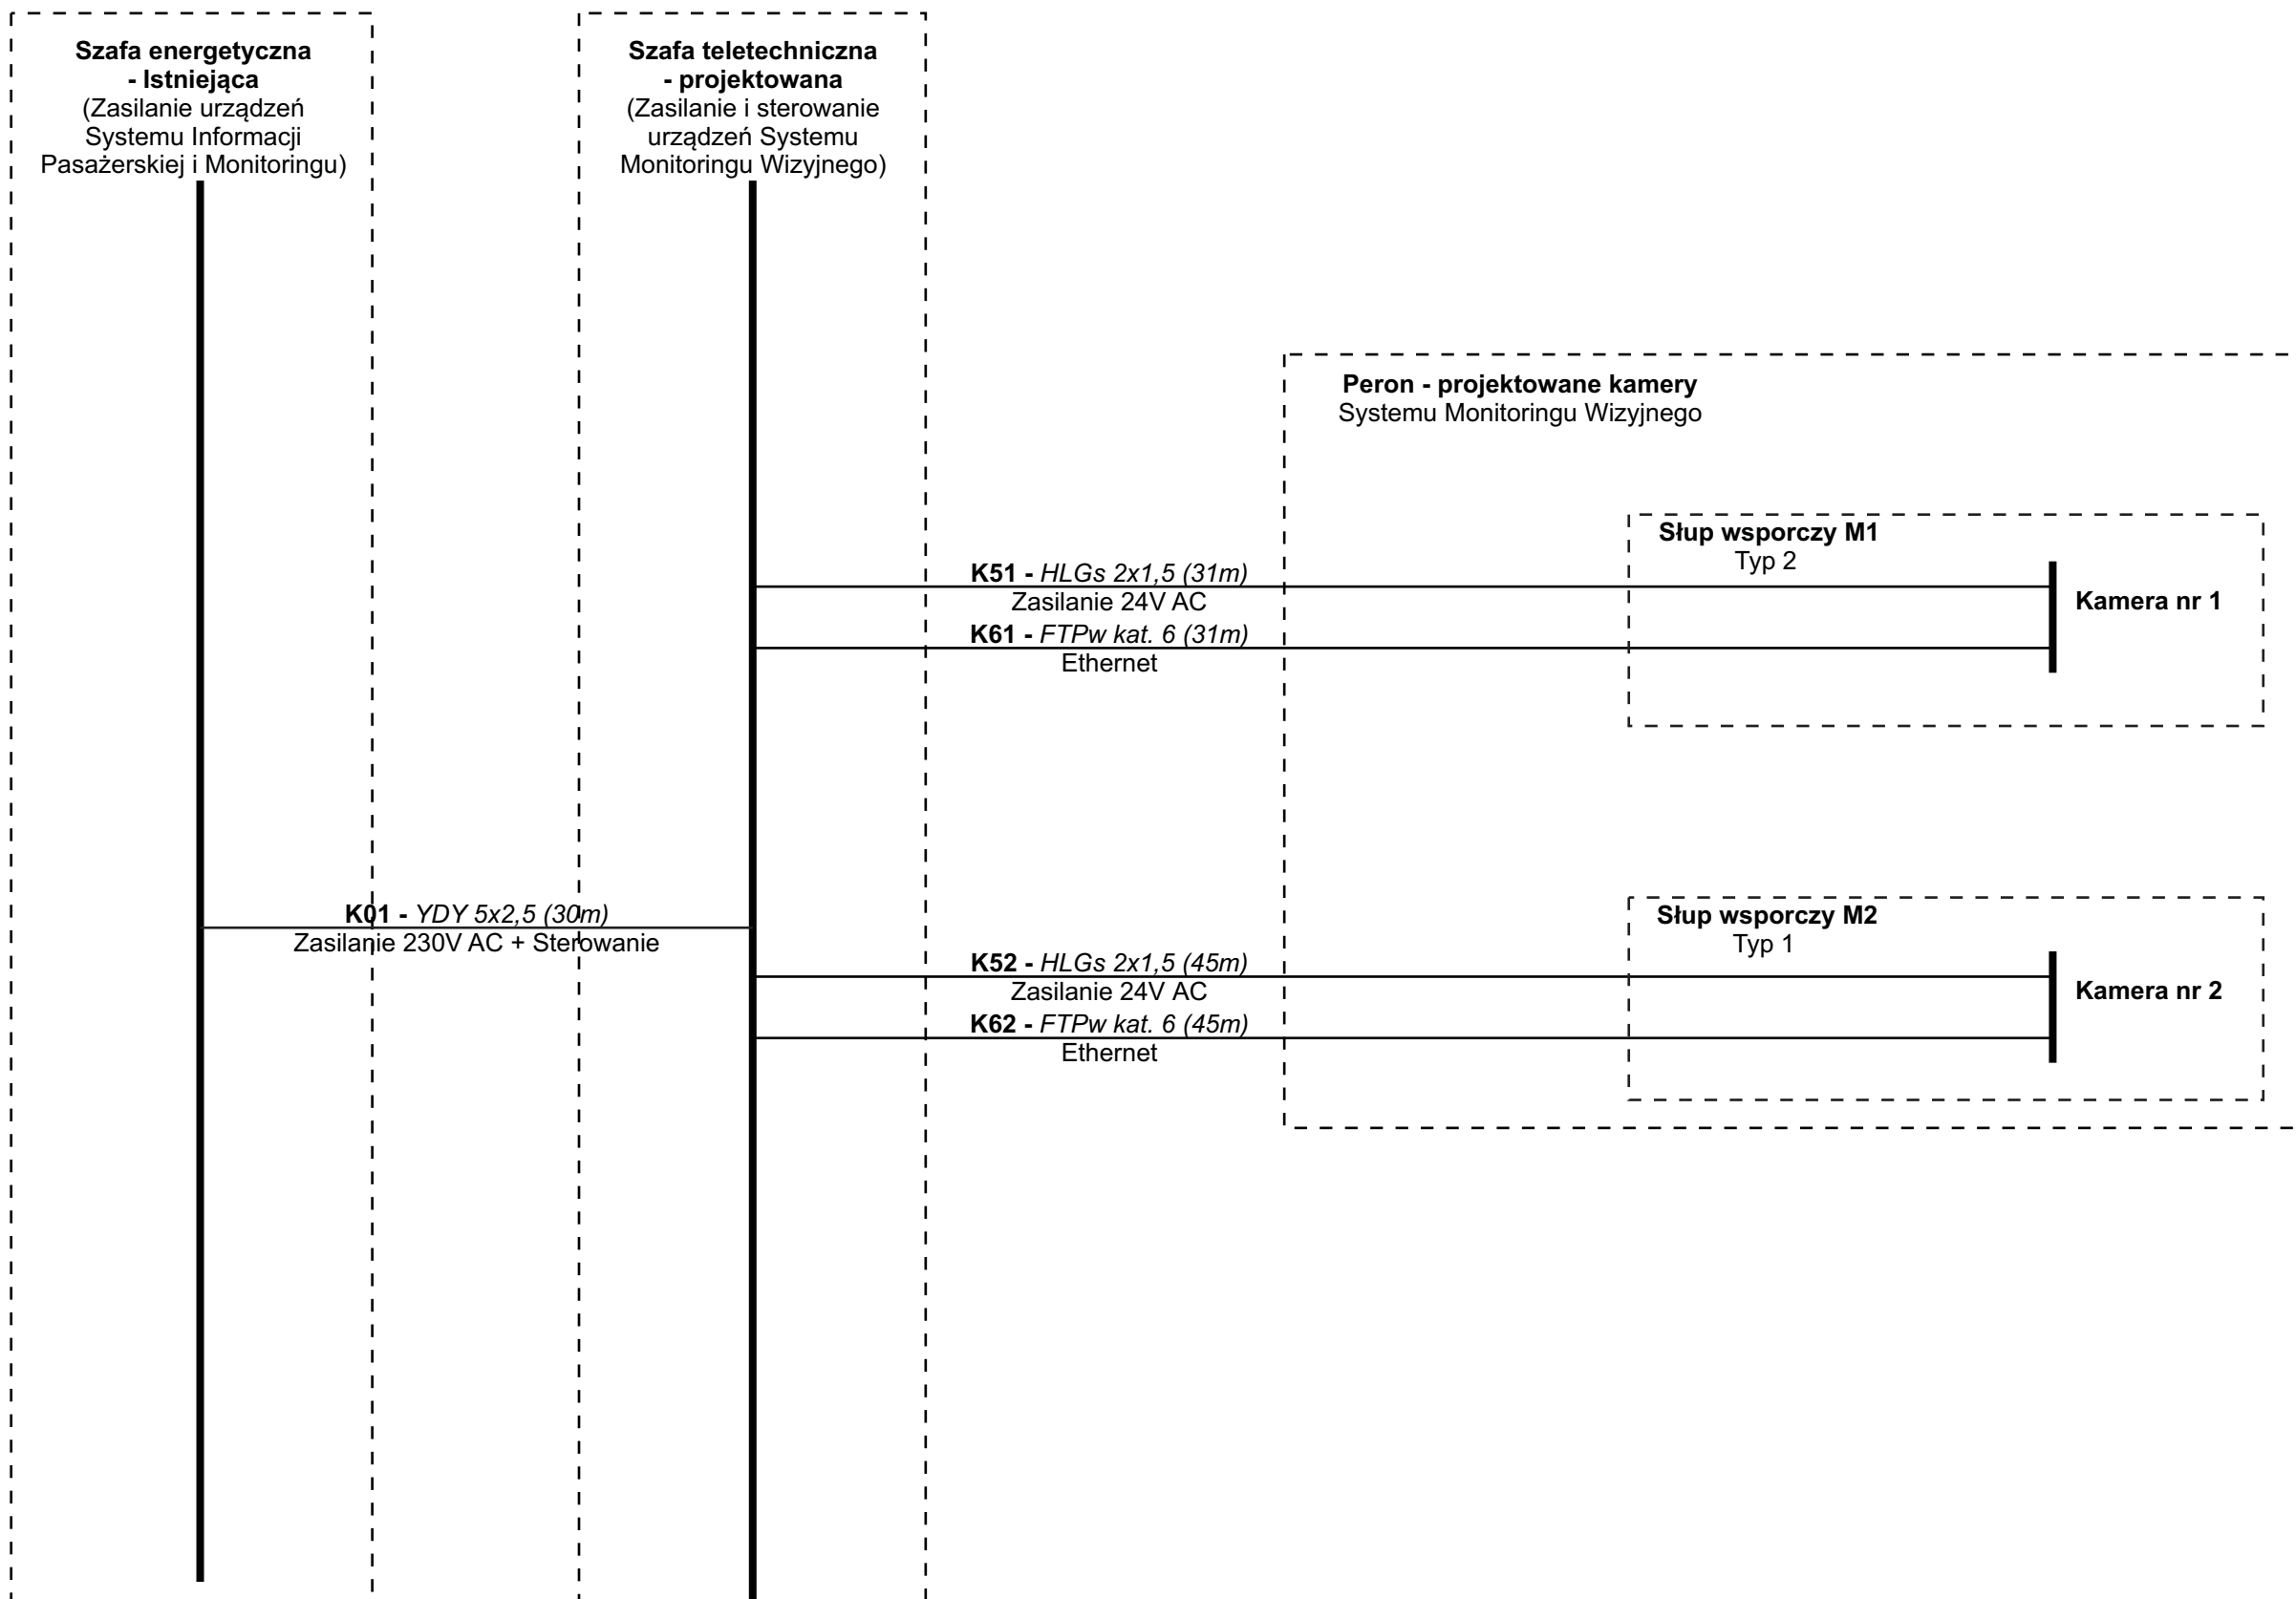 Szafa energetyczna
- Istniejąca
(Zasilanie urządzeń
Systemu Informacji
Pasażerskiej i Monitoringu)
Szafa teletechniczna
- projektowana
(Zasilanie i sterowanie
urządzeń Systemu
Monitoringu Wizyjnego)
Peron - projektowane kamery
Systemu Monitoringu Wizyjnego
Słup wsporczy M1
Typ 2
K51 - HLGs 2x1,5 (31m)
Zasilanie 24V AC
K61 - FTPw kat. 6 (31m)
Ethernet
Kamera nr 1
K01 - YDY 5x2,5 (30m)
Zasilanie 230V AC + Sterowanie
Słup wsporczy M2
Typ 1
K52 - HLGs 2x1,5 (45m)
Zasilanie 24V AC
K62 - FTPw kat. 6 (45m)
Ethernet
Kamera nr 2